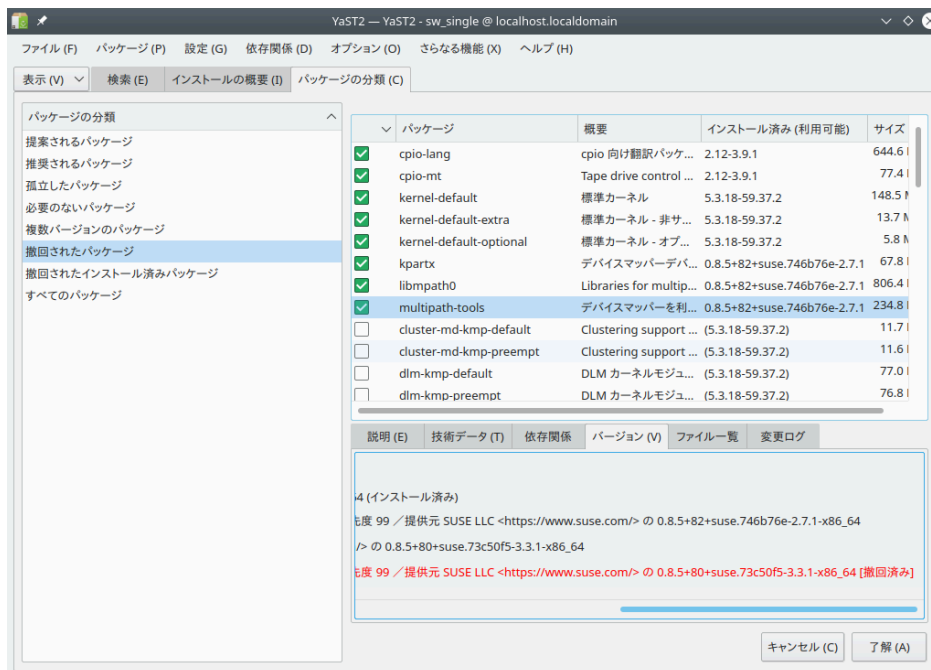 YaST2 — YaST2 - sw_single @ localhost.localdomain
ファイル (F) パッケージ (P) 設定 (G) 依存関係 (D) オプション (O) さらなる機能 (X) ヘルプ (H)
表示 (V) 検索 (E) インストールの概要 (I) パッケージの分類 (C)
パッケージの分類
提案されるパッケージ
推奨されるパッケージ
孤立したパッケージ
必要のないパッケージ
複数バージョンのパッケージ
撤回されたパッケージ
撤回されたインストール済みパッケージ
すべてのパッケージ
パッケージ 概要 インストール済み (利用可能) サイズ
cpio-lang cpio 向け翻訳パッケ... 2.12-3.9.1 644.6
cpio-mt Tape drive control ... 2.12-3.9.1 77.4
kernel-default 標準カーネル 5.3.18-59.37.2 148.5 M
kernel-default-extra 標準カーネル - 非サ... 5.3.18-59.37.2 13.7 M
kernel-default-optional 標準カーネル - オプ... 5.3.18-59.37.2 5.8 M
kpartx デバイスマッパーデバ... 0.8.5+82+suse.746b76e-2.7.1 67.8
libmpath0 Libraries for multip... 0.8.5+82+suse.746b76e-2.7.1 806.4
multipath-tools デバイスマッパーを利... 0.8.5+82+suse.746b76e-2.7.1 234.8
cluster-md-kmp-default Clustering support ... (5.3.18-59.37.2) 11.7
cluster-md-kmp-preempt Clustering support ... (5.3.18-59.37.2) 11.6
dlm-kmp-default DLM カーネルモジュ... (5.3.18-59.37.2) 77.0
dlm-kmp-preempt DLM カーネルモジュ... (5.3.18-59.37.2) 76.8
説明 (E) 技術データ (T) 依存関係 バージョン (V) ファイル一覧 変更ログ
64 (インストール済み)
先度 99 ／提供元 SUSE LLC <https://www.suse.com/> の 0.8.5+82+suse.746b76e-2.7.1-x86_64
/> の 0.8.5+80+suse.73c50f5-3.3.1-x86_64
先度 99 ／提供元 SUSE LLC <https://www.suse.com/> の 0.8.5+80+suse.73c50f5-3.3.1-x86_64 [撤回済み]
キャンセル (C) 了解 (A)